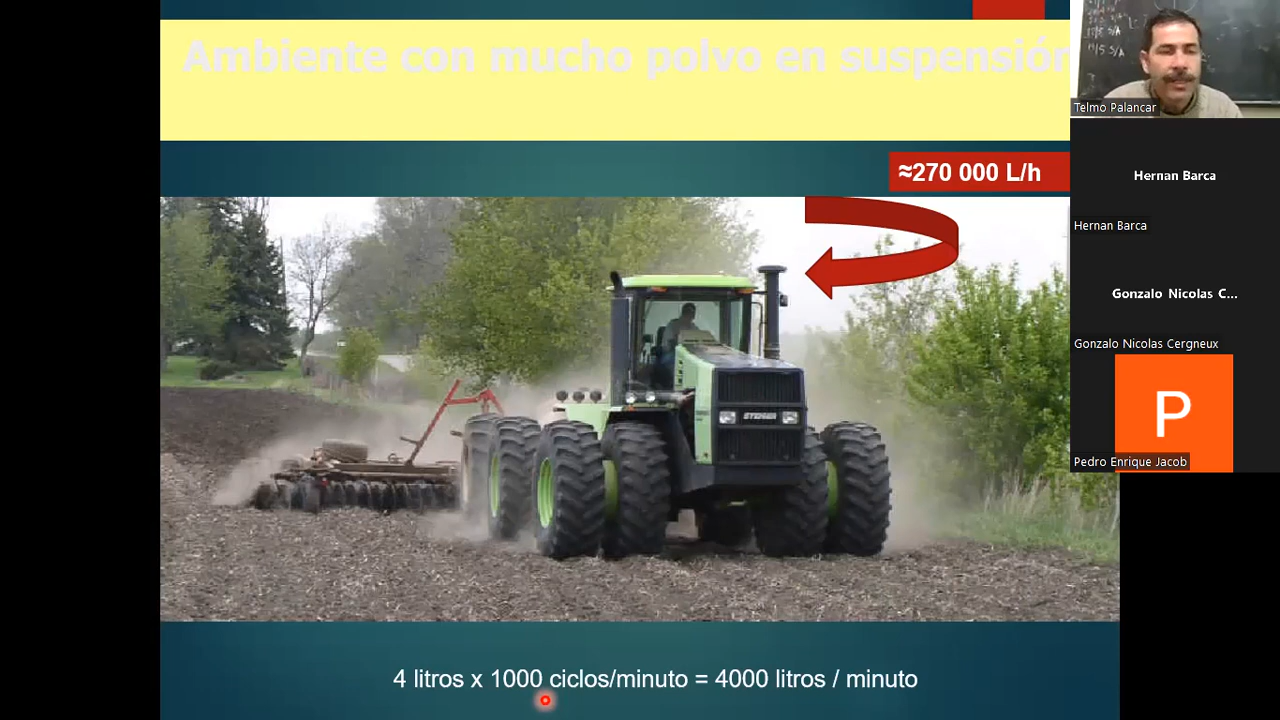 Ambiente con mucho polvo en suspensión
≈270 000 L/h
STEIGER
4 litros x 1000 ciclos/minuto = 4000 litros / minuto
Telmo Palancar
Hernan Barca
Hernan Barca
Gonzalo Nicolas C...
Gonzalo Nicolas Cergneux
P
Pedro Enrique Jacob